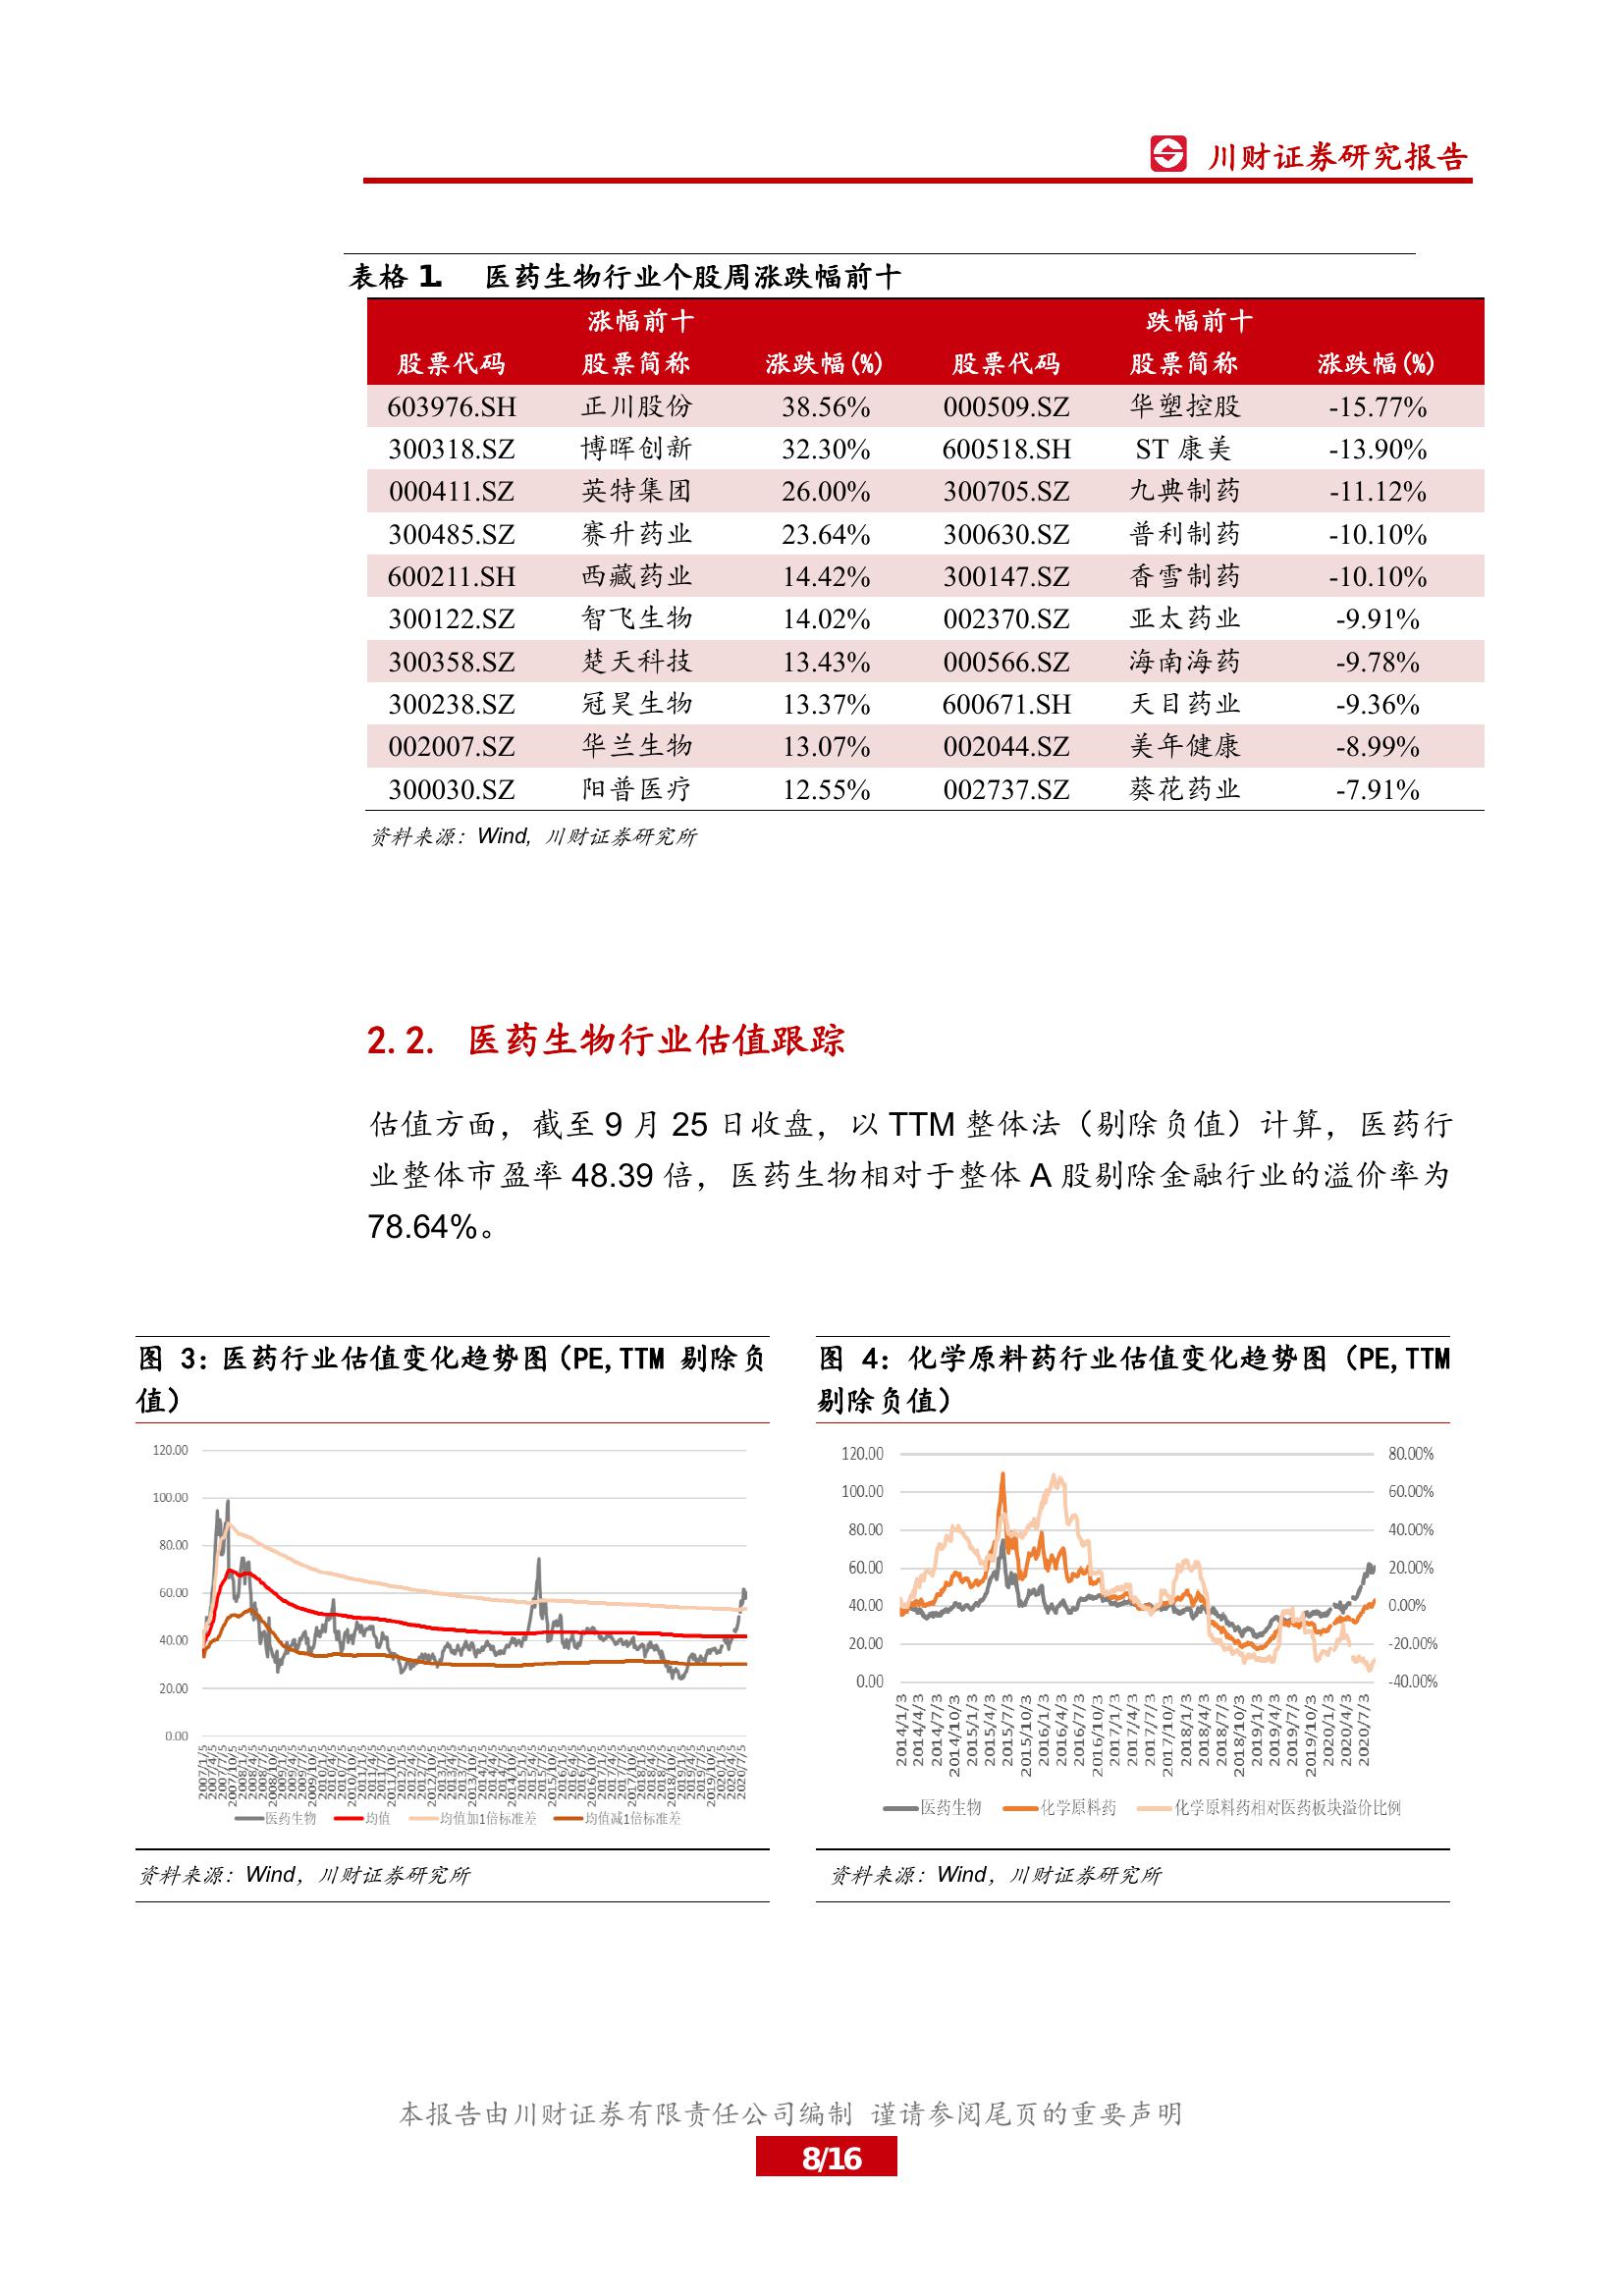 川财证券研究报告
表格 1. 医药生物行业个股周涨跌幅前十
涨幅前十 跌幅前十
股票代码 股票简称 涨跌幅(%) 股票代码 股票简称 涨跌幅(%)
603976.SH 正川股份 38.56% 000509.SZ 华塑控股 -15.77%
300318.SZ 博晖创新 32.30% 600518.SH ST 康美 -13.90%
000411.SZ 英特集团 26.00% 300705.SZ 九典制药 -11.12%
300485.SZ 赛升药业 23.64% 300630.SZ 普利制药 -10.10%
600211.SH 西藏药业 14.42% 300147.SZ 香雪制药 -10.10%
300122.SZ 智飞生物 14.02% 002370.SZ 亚太药业 -9.91%
300358.SZ 楚天科技 13.43% 000566.SZ 海南海药 -9.78%
300238.SZ 冠昊生物 13.37% 600671.SH 天目药业 -9.36%
002007.SZ 华兰生物 13.07% 002044.SZ 美年健康 -8.99%
300030.SZ 阳普医疗 12.55% 002737.SZ 葵花药业 -7.91%
资料来源：Wind, 川财证券研究所
2.2. 医药生物行业估值跟踪
估值方面，截至 9 月 25 日收盘，以 TTM 整体法（剔除负值）计算，医药行
业整体市盈率 48.39 倍，医药生物相对于整体 A 股剔除金融行业的溢价率为
78.64%。
图 3: 医药行业估值变化趋势图（PE,TTM 剔除负
值）
120.00
100.00
80.00
60.00
40.00
20.00
0.00
2007/1/5 2007/4/5 2007/7/5 2007/10/5 2008/1/5 2008/4/5 2008/7/5 2008/10/5 2009/1/5 2009/4/5 2009/7/5 2009/10/5 2010/1/5 2010/4/5 2010/7/5 2010/10/5 2011/1/5 2011/4/5 2011/7/5 2011/10/5 2012/1/5 2012/4/5 2012/7/5 2012/10/5 2013/1/5 2013/4/5 2013/7/5 2013/10/5 2014/1/5 2014/4/5 2014/7/5 2014/10/5 2015/1/5 2015/4/5 2015/7/5 2015/10/5 2016/1/5 2016/4/5 2016/7/5 2016/10/5 2017/1/5 2017/4/5 2017/7/5 2017/10/5 2018/1/5 2018/4/5 2018/7/5 2018/10/5 2019/1/5 2019/4/5 2019/7/5 2019/10/5 2020/1/5 2020/4/5 2020/7/5
医药生物 均值 均值加1倍标准差 均值减1倍标准差
资料来源：Wind，川财证券研究所
图 4: 化学原料药行业估值变化趋势图（PE,TTM
剔除负值）
120.00 80.00%
100.00 60.00%
80.00 40.00%
60.00 20.00%
40.00 0.00%
20.00 -20.00%
0.00 -40.00%
2014/1/3 2014/4/3 2014/7/3 2014/10/3 2015/1/3 2015/4/3 2015/7/3 2015/10/3 2016/1/3 2016/4/3 2016/7/3 2016/10/3 2017/1/3 2017/4/3 2017/7/3 2017/10/3 2018/1/3 2018/4/3 2018/7/3 2018/10/3 2019/1/3 2019/4/3 2019/7/3 2019/10/3 2020/1/3 2020/4/3 2020/7/3
医药生物 化学原料药 化学原料药相对医药板块溢价比例
资料来源：Wind，川财证券研究所
本报告由川财证券有限责任公司编制 谨请参阅尾页的重要声明
8/16